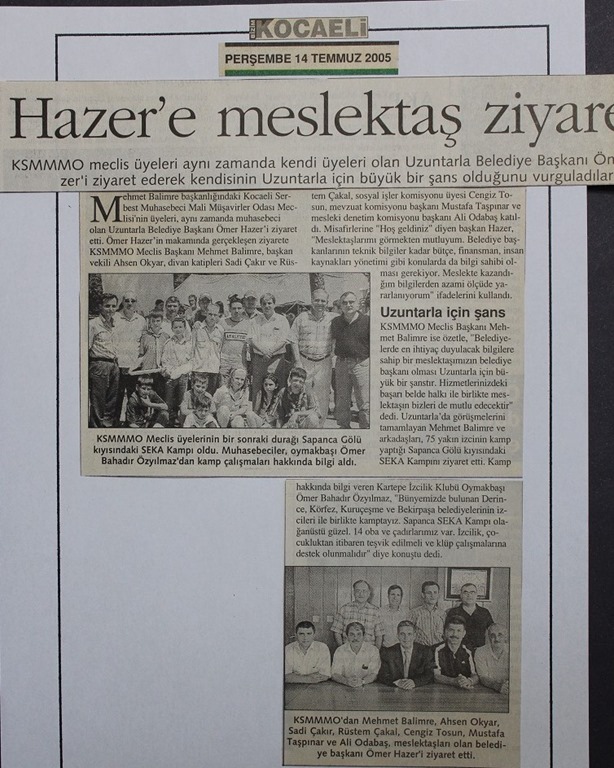 KOCAELİ
PERŞEMBE 14 TEMMUZ 2005
Hazer'e meslektaş ziyare
KSMMMO meclis üyeleri aynı zamanda kendi üyeleri olan Uzuntarla Belediye Başkanı Öm
zer'i ziyaret ederek kendisinin Uzuntarla için büyük bir şans olduğunu vurguladılar
Mehmet Balimre başkanlığındaki Kocaeli Ser-
best Muhasebeci Mali Müşavirler Odası Mec-
lisi'nin üyeleri, aynı zamanda muhasebeci
olan Uzuntarla Belediye Başkanı Ömer Hazer'i ziyaret
etti. Ömer Hazer'in makamında gerçekleşen ziyarete
KSMMMO Meclis Başkanı Mehmet Balimre, başkan
vekili Ahsen Okyar, divan katipleri Sadi Çakır ve Rüs-
tem Çakal, sosyal işler komisyonu üyesi Cengiz To-
sun, mevzuat komisyonu başkanı Mustafa Taşpınar ve
mesleki denetim komisyonu başkanı Ali Odabaş katıl-
dı. Misafirlerine "Hoş geldiniz" diyen başkan Hazer,
"Meslektaşlarımı görmekten mutluyum. Belediye baş-
kanlarının teknik bilgiler kadar bütçe, finansman, insan
kaynakları yönetimi gibi konularda da bilgi sahibi ol-
ması gerekiyor. Meslekte kazandı-
ğım bilgilerden azami ölçüde ya-
rarlanıyorum" ifadelerini kullandı.
Uzuntarla için şans
KSMMMO Meclis Başkanı Meh-
met Balimre ise özetle, "Belediye-
lerde en ihtiyaç duyulacak bilgilere
sahip bir meslektaşımızın belediye
başkanı olması Uzuntarla için bü-
yük bir şanstır. Hizmetlerinizdeki
başarı belde halkı ile birlikte mes-
lektaşın bizleri de mutlu edecektir"
dedi. Uzuntarla'da görüşmelerini
tamamlayan Mehmet Balimre ve
arkadaşları, 75 yakın izcinin kamp
yaptığı Sapanca Gölü kıyısındaki
SEKA Kampını ziyaret etti. Kamp
KSMMMO Meclis üyelerinin bir sonraki durağı Sapanca Gölü
kıyısındaki SEKA Kampı oldu. Muhasebeciler, oymakbaşı Ömer
Bahadır Özyılmaz'dan kamp çalışmaları hakkında bilgi aldı.
hakkında bilgi veren Kartepe İzcilik Klubü Oymakbaşı
Ömer Bahadır Özyılmaz, "Bünyemizde bulunan Derin-
ce, Körfez, Kuruçeşme ve Bekirpaşa belediyelerinin iz-
cileri ile birlikte kamptayız. Sapanca SEKA Kampı ola-
ğanüstü güzel. 14 oba ve çadırlarımız var. İzcilik, ço-
cukluktan itibaren teşvik edilmeli ve klüp çalışmalarına
destek olunmalıdır" diye konuştu dedi.
KSMMMO'dan Mehmet Balimre, Ahsen Okyar,
Sadi Çakır, Rüstem Çakal, Cengiz Tosun, Mustafa
Taşpınar ve Ali Odabaş, meslektaşları olan beledi-
ye başkanı Ömer Hazer'i ziyaret etti.